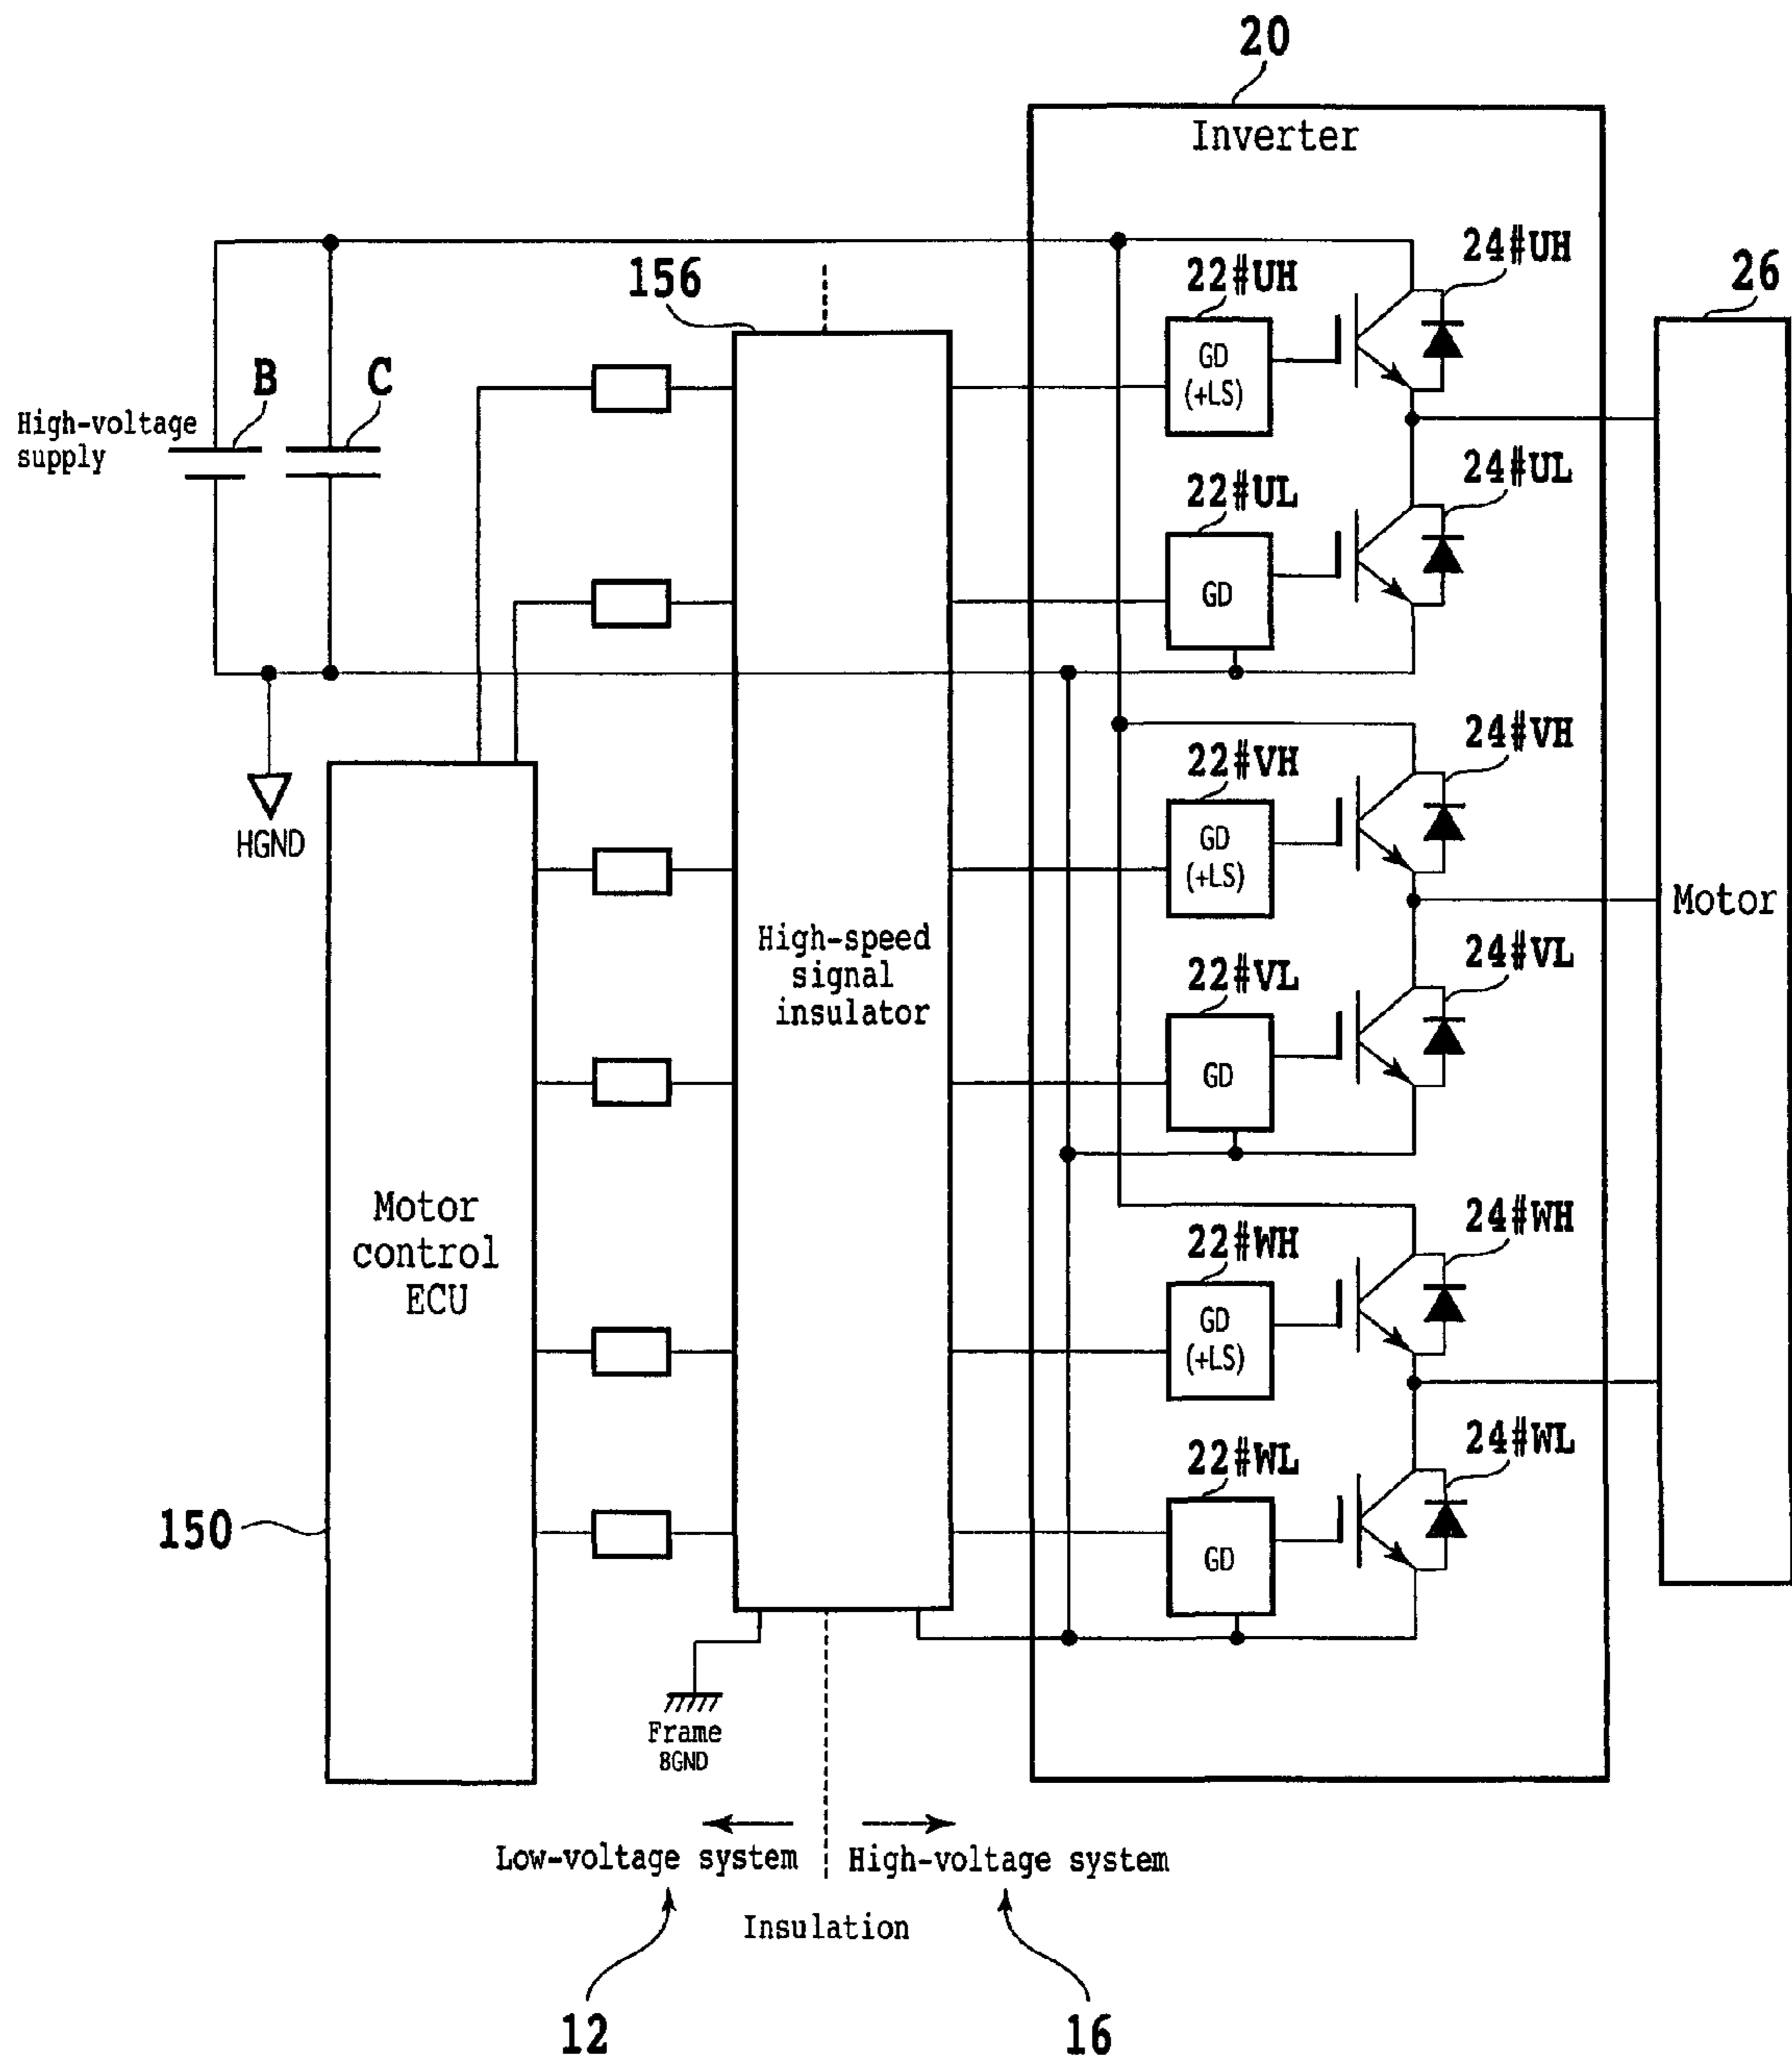 20
Inverter
24#UH
26
156
22#UH
GD
(+LS)
B
C
High-voltage
supply
24#UL
22#UL
GD
24#VH
22#VH
GD
(+LS)
HGND
Motor
High-speed
signal
insulator
24#VL
22#VL
GD
Motor
control
ECU
24#WH
22#WH
GD
(+LS)
24#WL
22#WL
GD
150
Frame
BGND
Low-voltage system
High-voltage system
Insulation
12
16